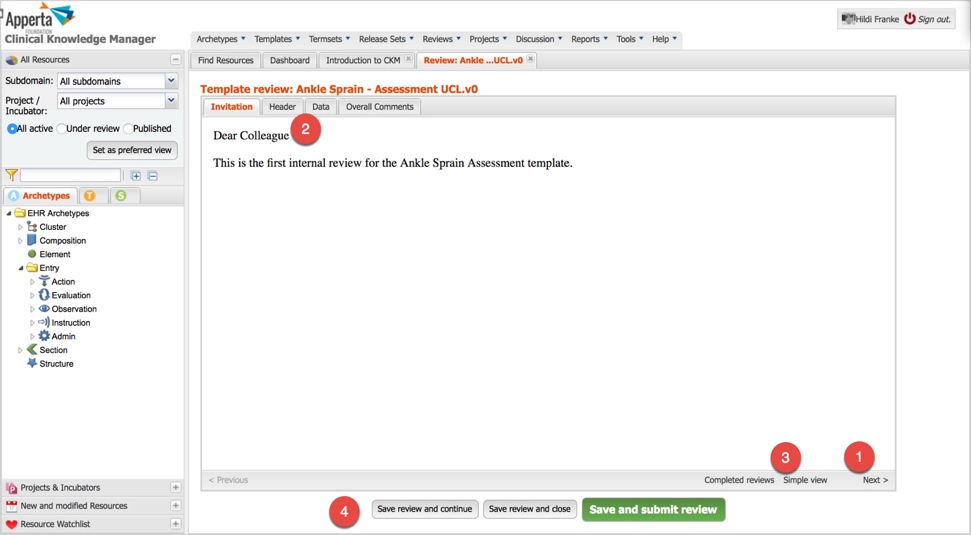 Apperta
FOUNDATION
Clinical Knowledge Manager
Hildi Franke Sign out.
Archetypes Templates Termsets Release Sets Reviews Projects Discussion Reports Tools Help
All Resources
Find Resources Dashboard Introduction to CKM Review: Ankle ...UCL.v0
Subdomain: All subdomains
Project / Incubator: All projects
All active Under review Published
Set as preferred view
A Archetypes T S
EHR Archetypes
Cluster
Composition
Element
Entry
Action
Evaluation
Observation
Instruction
Admin
Section
Structure
Projects & Incubators
New and modified Resources
Resource Watchlist
Template review: Ankle Sprain - Assessment UCL.v0
Invitation Header Data Overall Comments
2
Dear Colleague
This is the first internal review for the Ankle Sprain Assessment template.
3 1
< Previous Completed reviews Simple view Next >
4 Save review and continue Save review and close Save and submit review